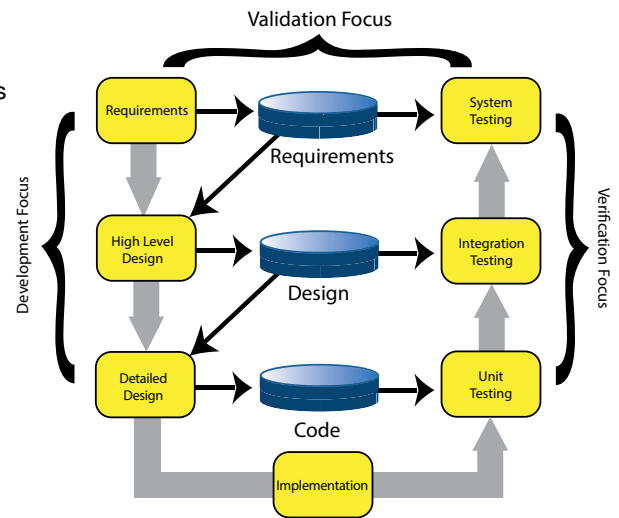 Validation Focus
s
Requirements
System
Testing
Requirements
Development Focus
Verification Focus
High Level
Design
Integration
Testing
Design
Detailed
Design
Unit
Testing
Code
Implementation